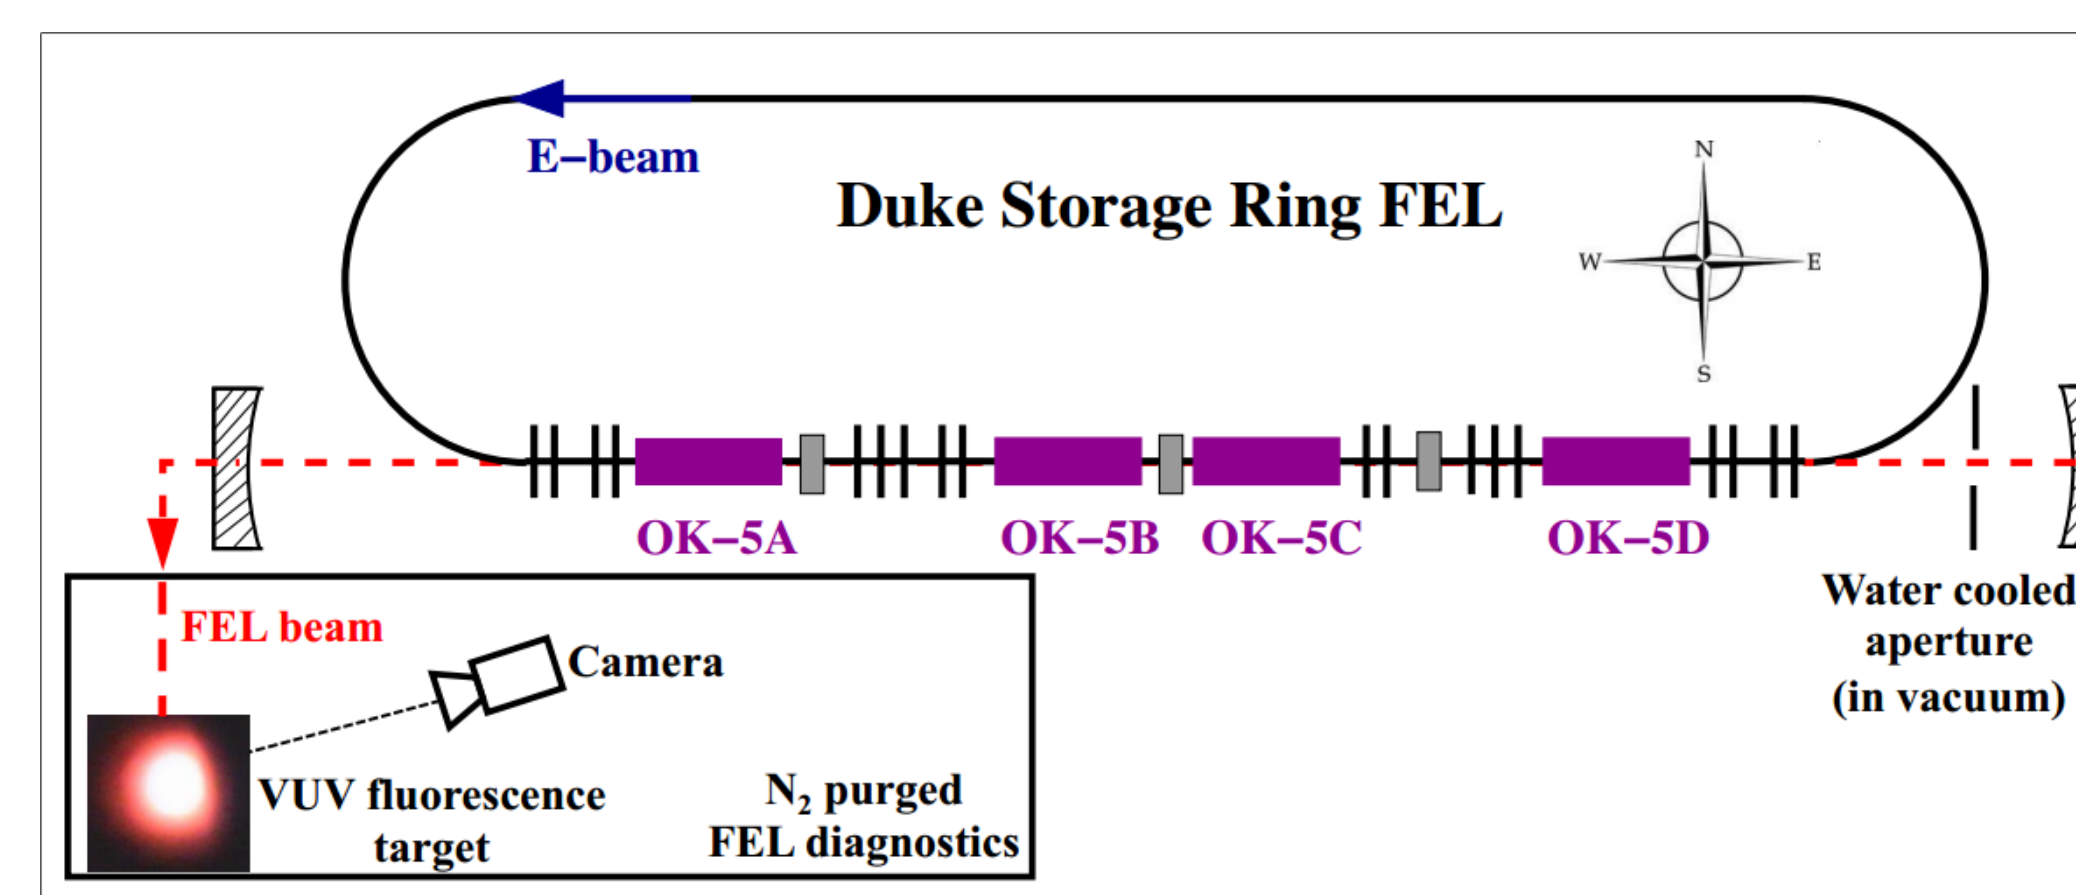 E–beam
Duke Storage Ring FEL
N
W
E
S
OK–5A
OK–5B
OK–5C
OK–5D
Water cooled
aperture
(in vacuum)
FEL beam
Camera
VUV fluorescence
target
N₂ purged
FEL diagnostics